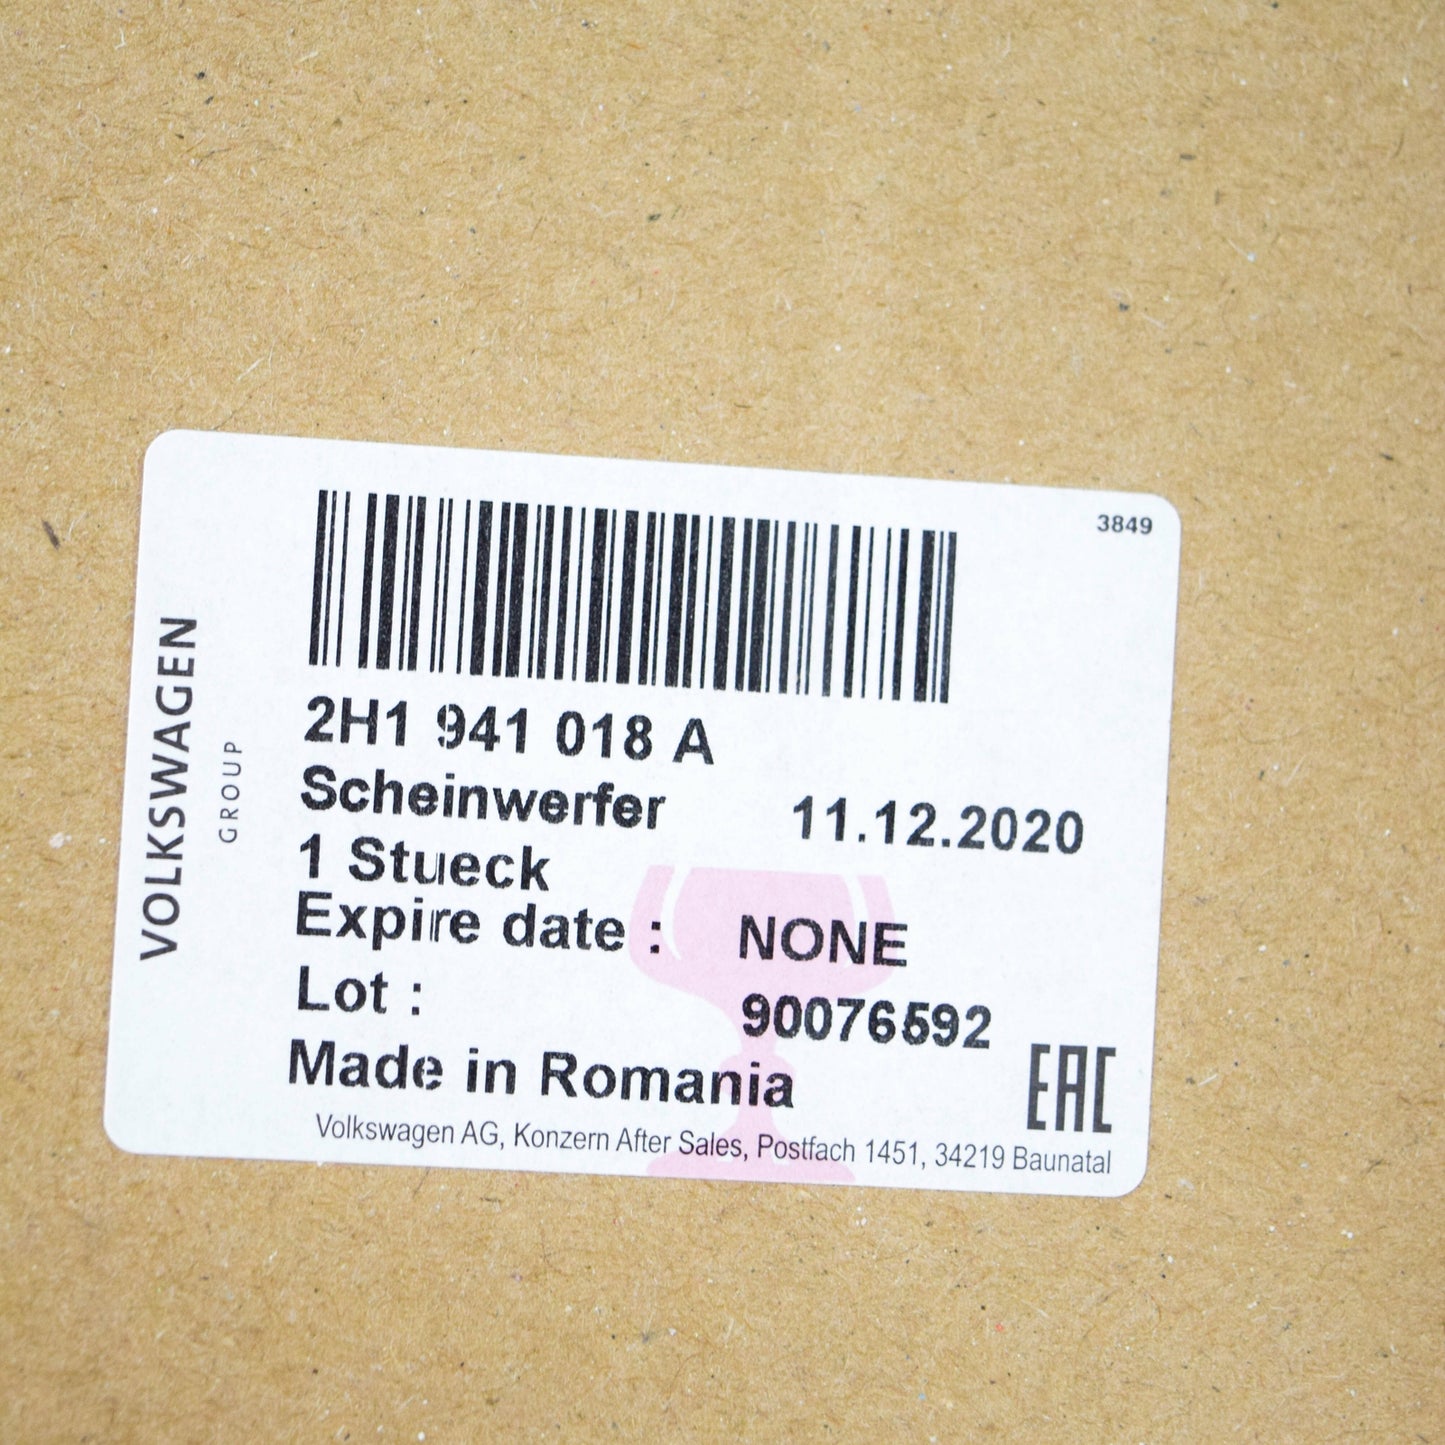 3849
VOLKSWAGEN
GROUP
2H1 941 018 A
Scheinwerfer 11.12.2020
1 Stueck
Expire date : NONE
Lot : 90076592
Made in Romania
EAC
Volkswagen AG, Konzern After Sales, Postfach 1451, 34219 Baunatal